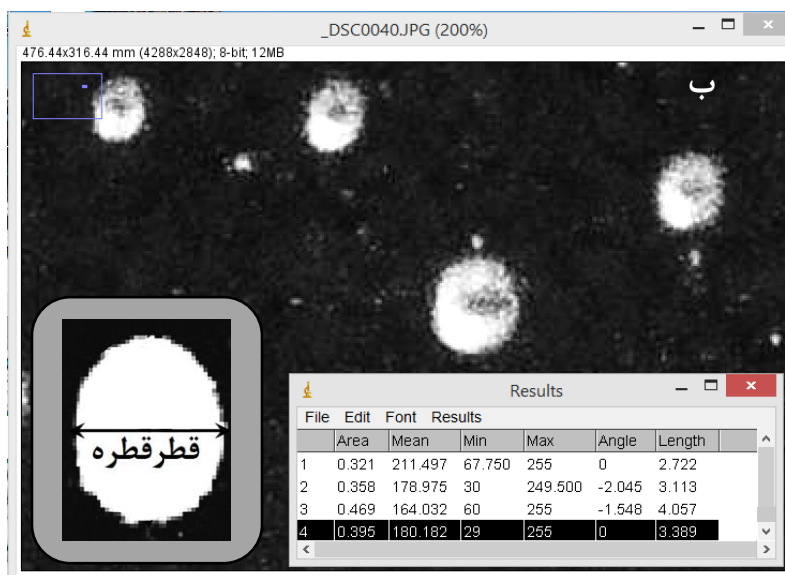 _DSC0040.JPG (200%)
476.44x316.44 mm (4288x2848); 8-bit; 12MB
ب
قطر قطره
Results
File Edit Font Results
Area Mean Min Max Angle Length
1 0.321 211.497 67.750 255 0 2.722
2 0.358 178.975 30 249.500 -2.045 3.113
3 0.469 164.032 60 255 -1.548 4.057
4 0.395 180.182 29 255 0 3.389